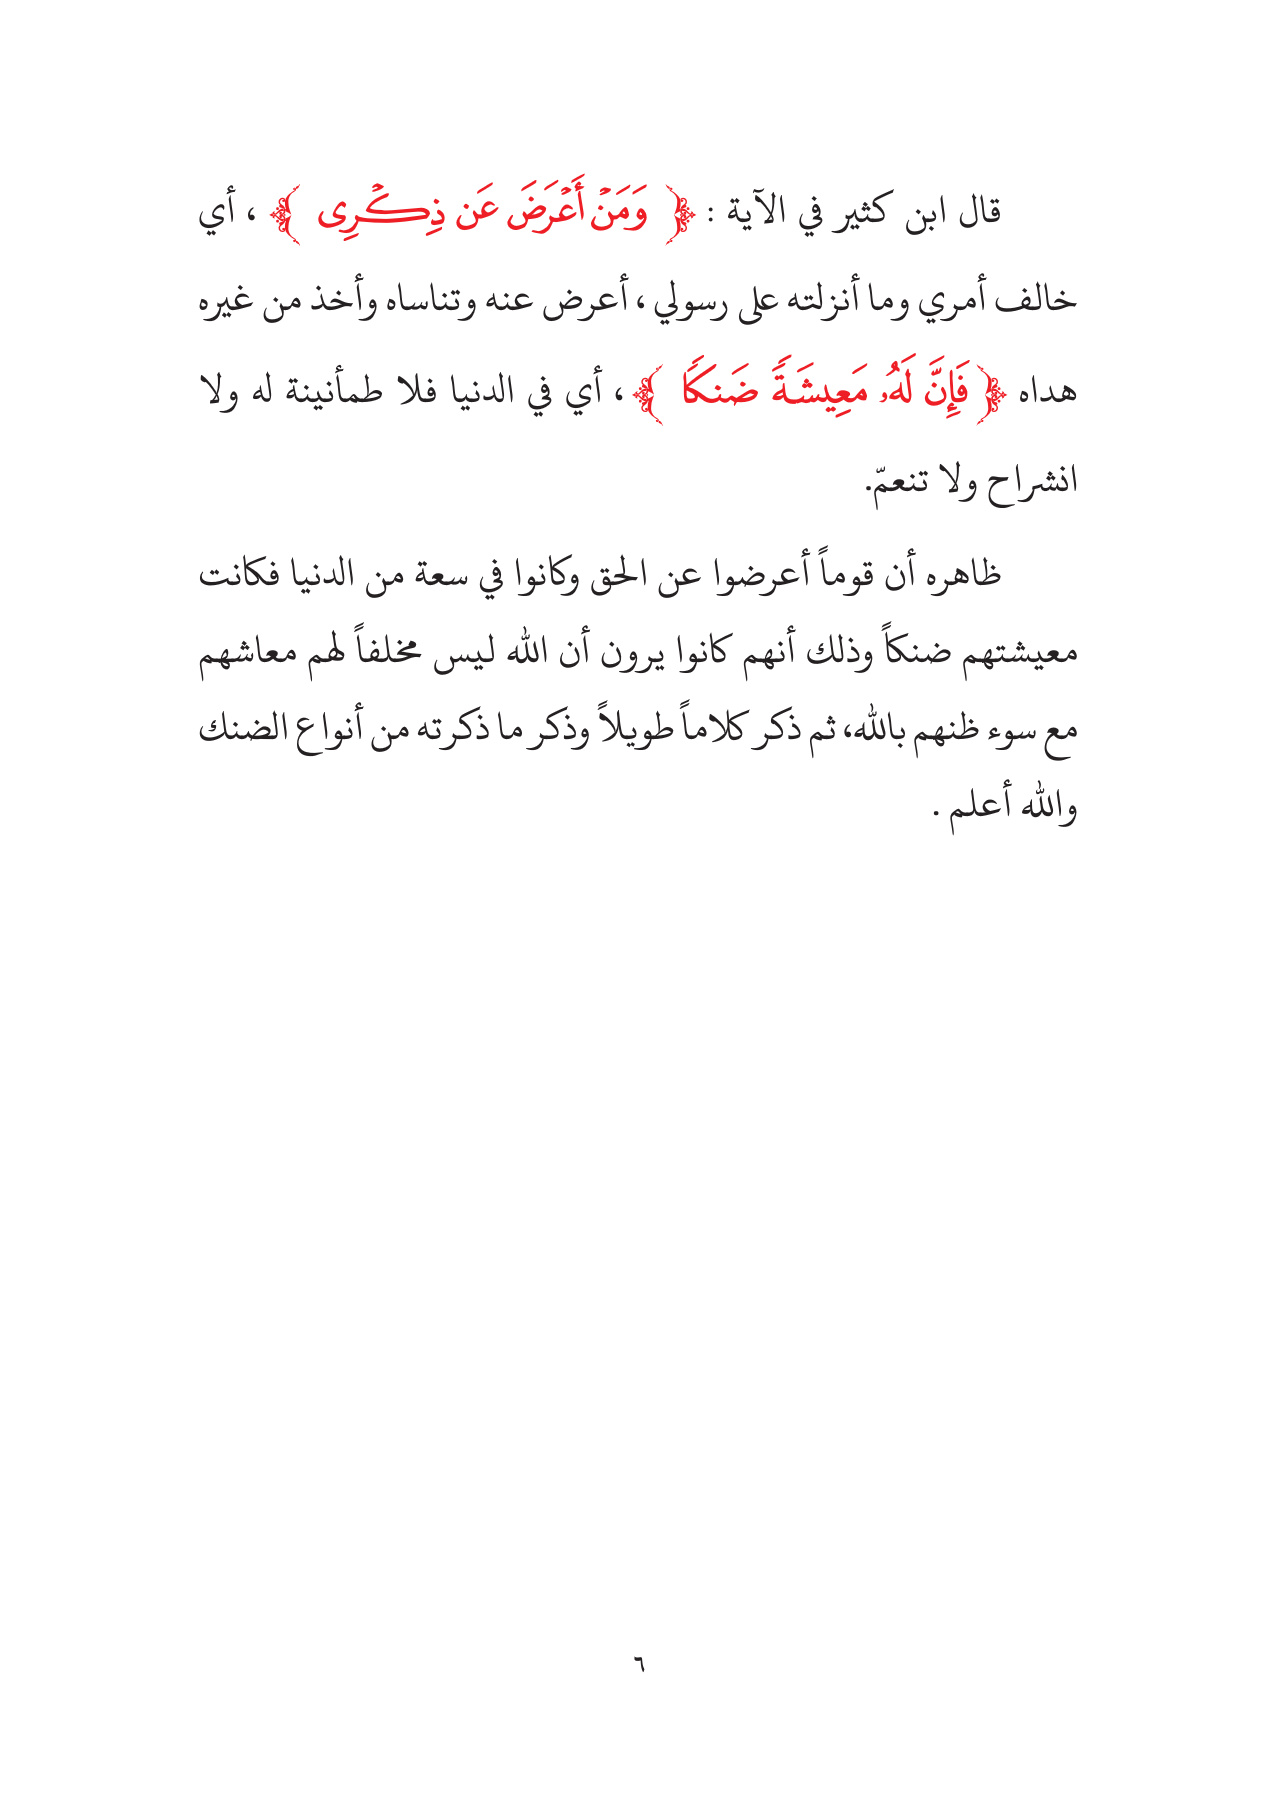 قال ابن كثير في الآية : ﴿ وَمَنْ أَعْرَضَ عَن ذِكْرِى ﴾ ، أي
خالف أمري وما أنزلته على رسولي ، أعرض عنه وتناساه وأخذ من غيره
هداه ﴿ فَإِنَّ لَهُۥ مَعِيشَةً ضَنكًا ﴾ ، أي في الدنيا فلا طمأنينة له ولا
انشراح ولا تنعمّ.
ظاهره أن قوماً أعرضوا عن الحق وكانوا في سعة من الدنيا فكانت
معيشتهم ضنكاً وذلك أنهم كانوا يرون أن الله ليس مخلفاً لهم معاشهم
مع سوء ظنهم بالله، ثم ذكر كلاماً طويلاً وذكر ما ذكرته من أنواع الضنك
والله أعلم .
٦